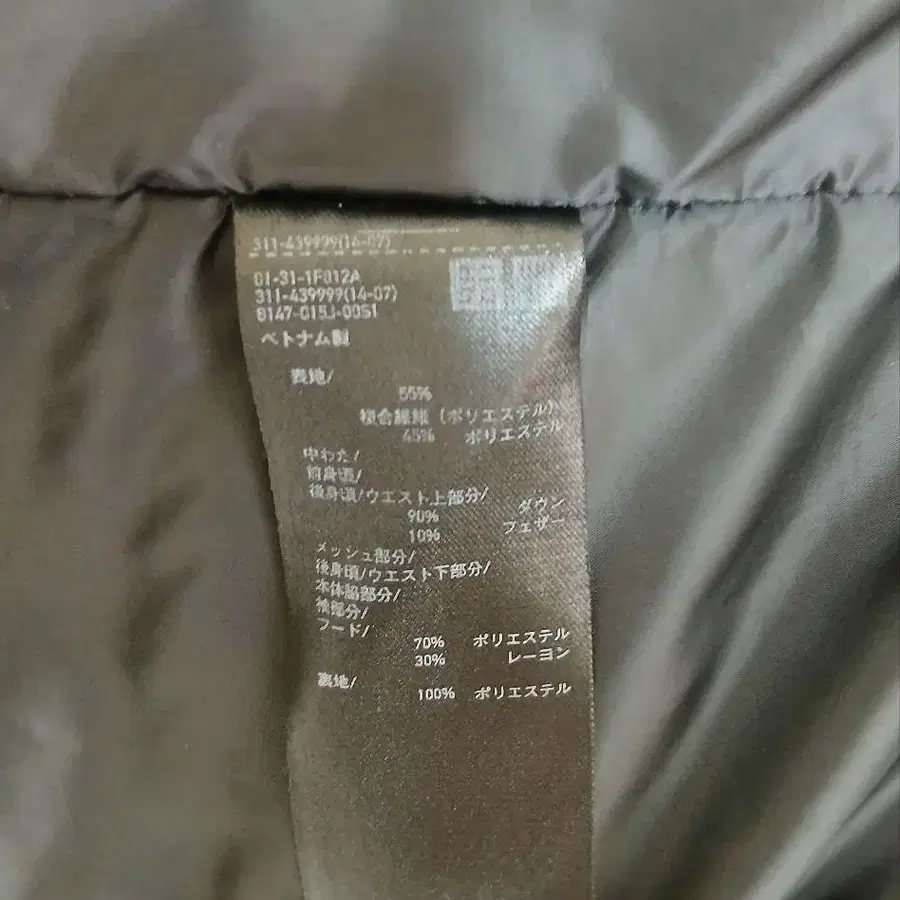 311-439999(14-07)
01-31-1F012A
311-439999(14-07)
8147-015J-00S1
ベトナム製
表地/
55%
複合繊維（ポリエステル）
45% ポリエステル
中わた/
前身頃/
後身頃/ウエスト上部分/
90% ダウン
10% フェザー
メッシュ部分/
後身頃/ウエスト下部分/
本体脇部分/
袖部分/
フード/
70% ポリエステル
30% レーヨン
裏地/
100% ポリエステル